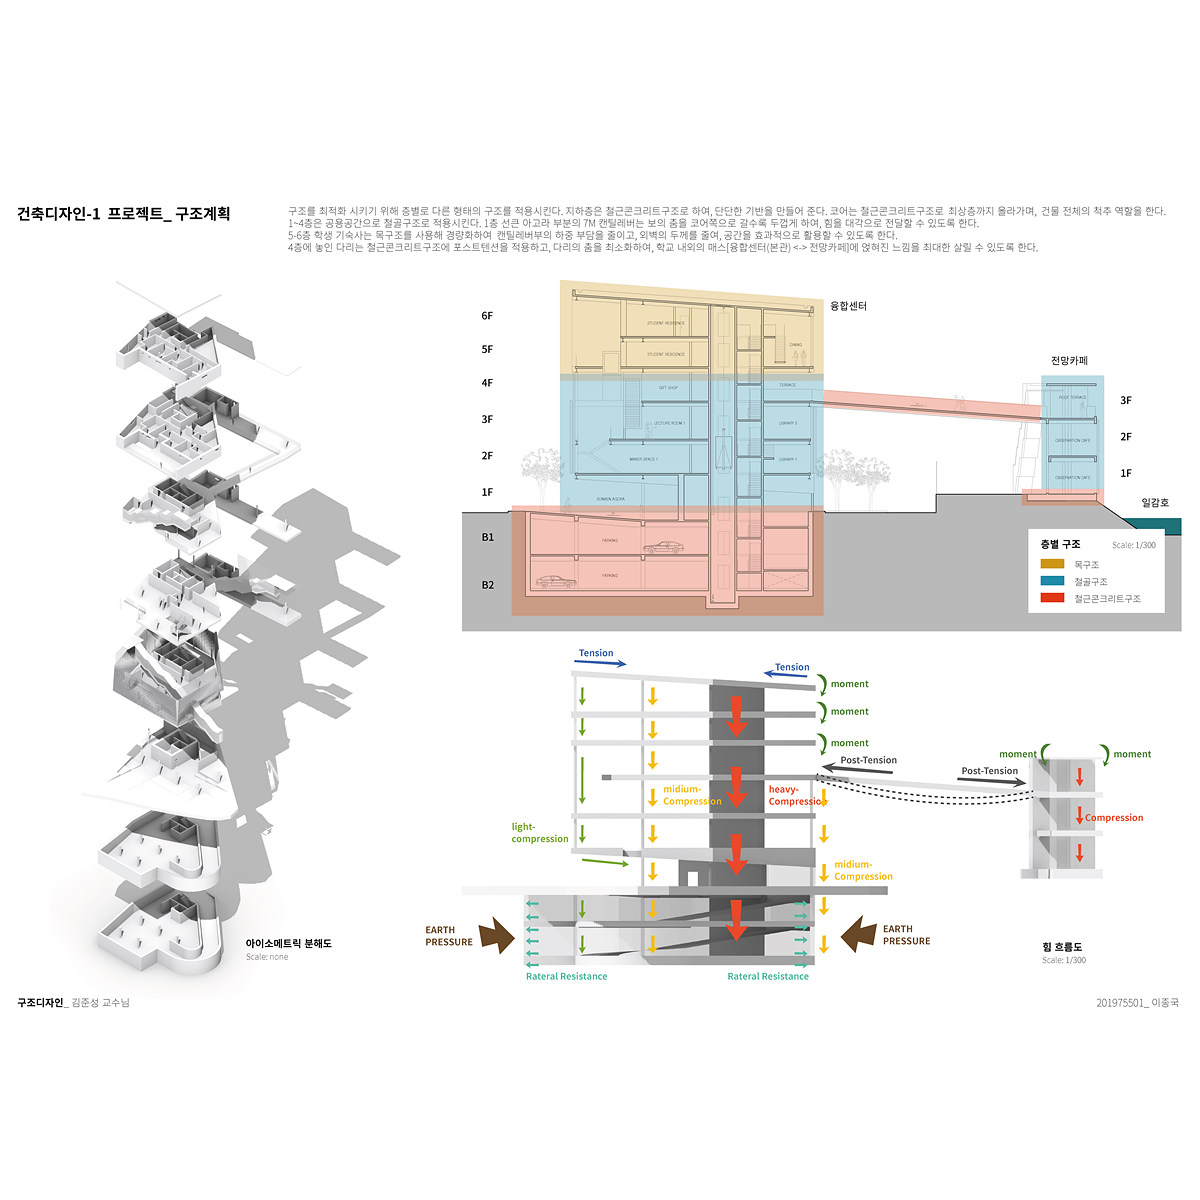 건축디자인-1 프로젝트_ 구조계획
구조를 최적화 시키기 위해 층별로 다른 형태의 구조를 적용시킨다. 지하층은 철근콘크리트구조로 하여, 단단한 기반을 만들어 준다. 코어는 철근콘크리트구조로 최상층까지 올라가며, 건물 전체의 척추 역할을 한다.
1~4층은 공용공간으로 철골구조로 적용시킨다. 1층 선큰 아고라 부분의 7M 캔틸레버는 보의 춤을 코어쪽으로 갈수록 두껍게 하여, 힘을 대각으로 전달할 수 있도록 한다.
5-6층 학생 기숙사는 목구조를 사용해 경량화하여 캔틸레버부의 하중 부담을 줄이고, 외벽의 두께를 줄여, 공간을 효과적으로 활용할 수 있도록 한다.
4층에 놓인 다리는 철근콘크리트구조에 포스트텐션을 적용하고, 다리의 춤을 최소화하여, 학교 내외의 매스[융합센터(본관) <-> 전망카페]에 얹혀진 느낌을 최대한 살릴 수 있도록 한다.
융합센터
6F
STUDENT RESIDENCE
5F
STUDENT RESIDENCE
DINING
전망카페
4F
GIFT SHOP
TERRACE
ROOF TERRACE
3F
3F
LECTURE ROOM 1
LIBRARY 2
OBSERVATION CAFE
2F
2F
MAKER SPACE 1
LIBRARY 1
OBSERVATION CAFE
1F
1F
SUNKEN AGORA
일감호
B1
PARKING
B2
PARKING
층별 구조
Scale: 1/300
목구조
철골구조
철근콘크리트구조
Tension
Tension
moment
moment
moment
moment
moment
Post-Tension
Post-Tension
midium-
Compression
heavy-
Compression
Compression
light-
compression
midium-
Compression
EARTH
PRESSURE
EARTH
PRESSURE
Rateral Resistance
Rateral Resistance
아이소메트릭 분해도
Scale: none
힘 흐름도
Scale: 1/300
구조디자인_ 김준성 교수님
201975501_ 이종국